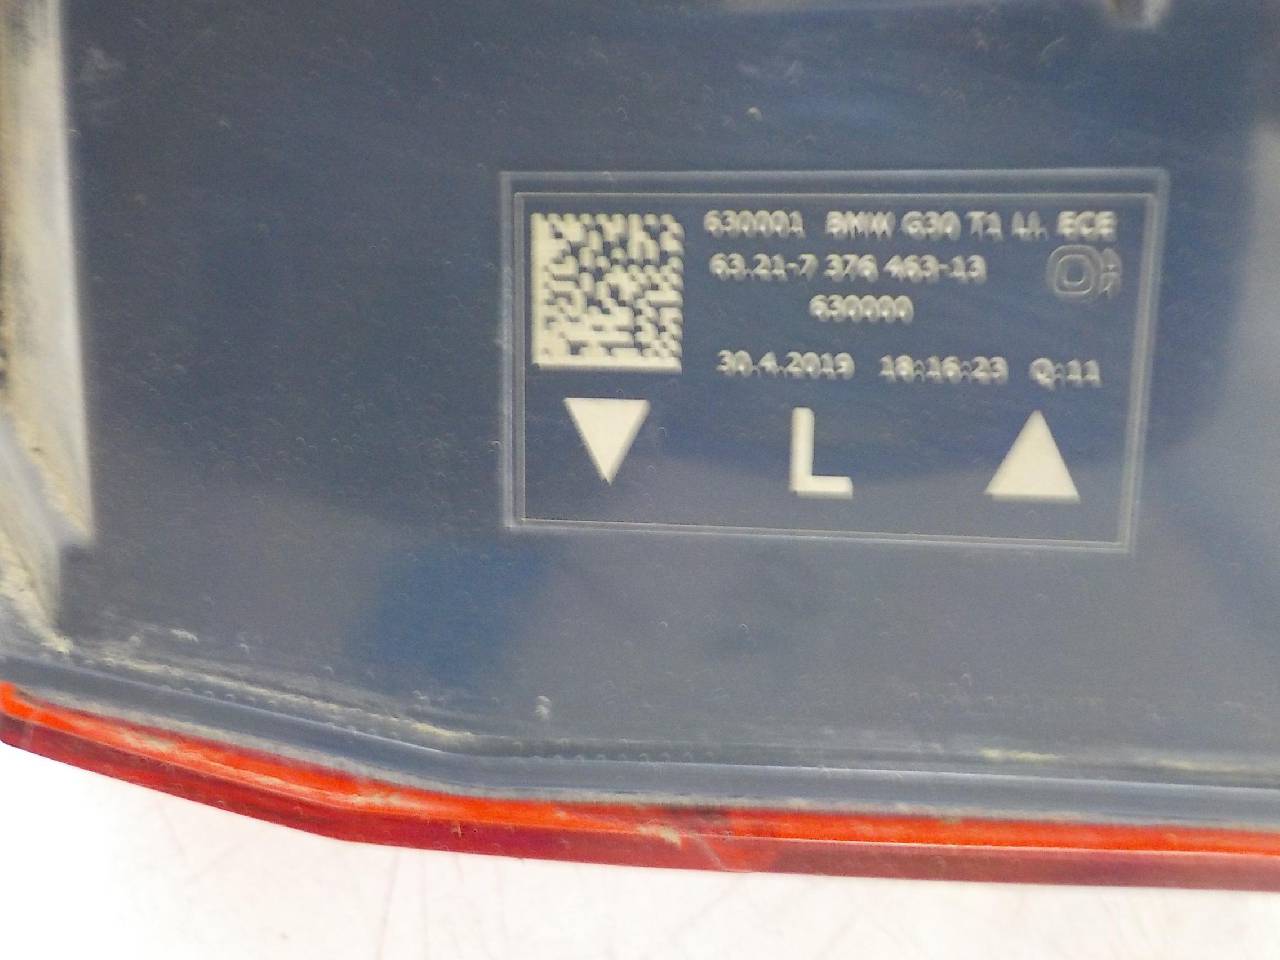 630001 BMW G30 T1 LL ECE
63.21-7 376 463-13
630000
30.4.2019 18:16:23 Q:11
L